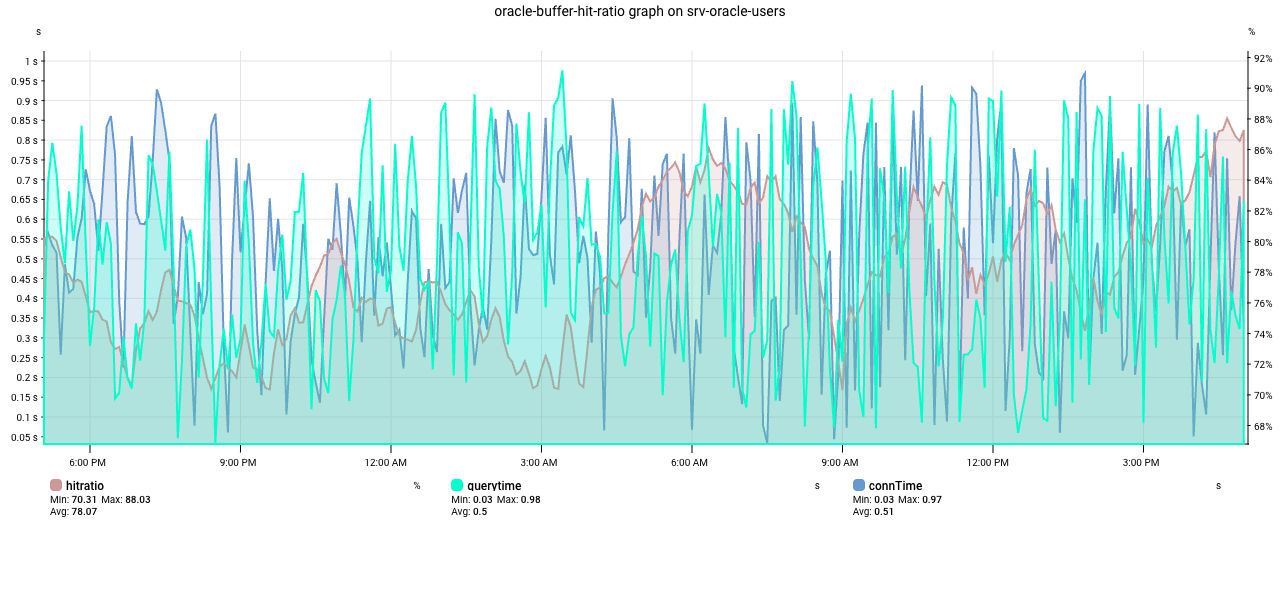 oracle-buffer-hit-ratio graph on srv-oracle-users
s %
1 s 92%
0.95 s
0.9 s 90%
0.85 s 88%
0.8 s
0.75 s 86%
0.7 s 84%
0.65 s
0.6 s 82%
0.55 s 80%
0.5 s
0.45 s 78%
0.4 s 76%
0.35 s
0.3 s 74%
0.25 s 72%
0.2 s
0.15 s 70%
0.1 s
0.05 s 68%
6:00 PM 9:00 PM 12:00 AM 3:00 AM 6:00 AM 9:00 AM 12:00 PM 3:00 PM
hitratio % querytime s connTime s
Min: 70.31 Max: 88.03 Min: 0.03 Max: 0.98 Min: 0.03 Max: 0.97
Avg: 78.07 Avg: 0.5 Avg: 0.51